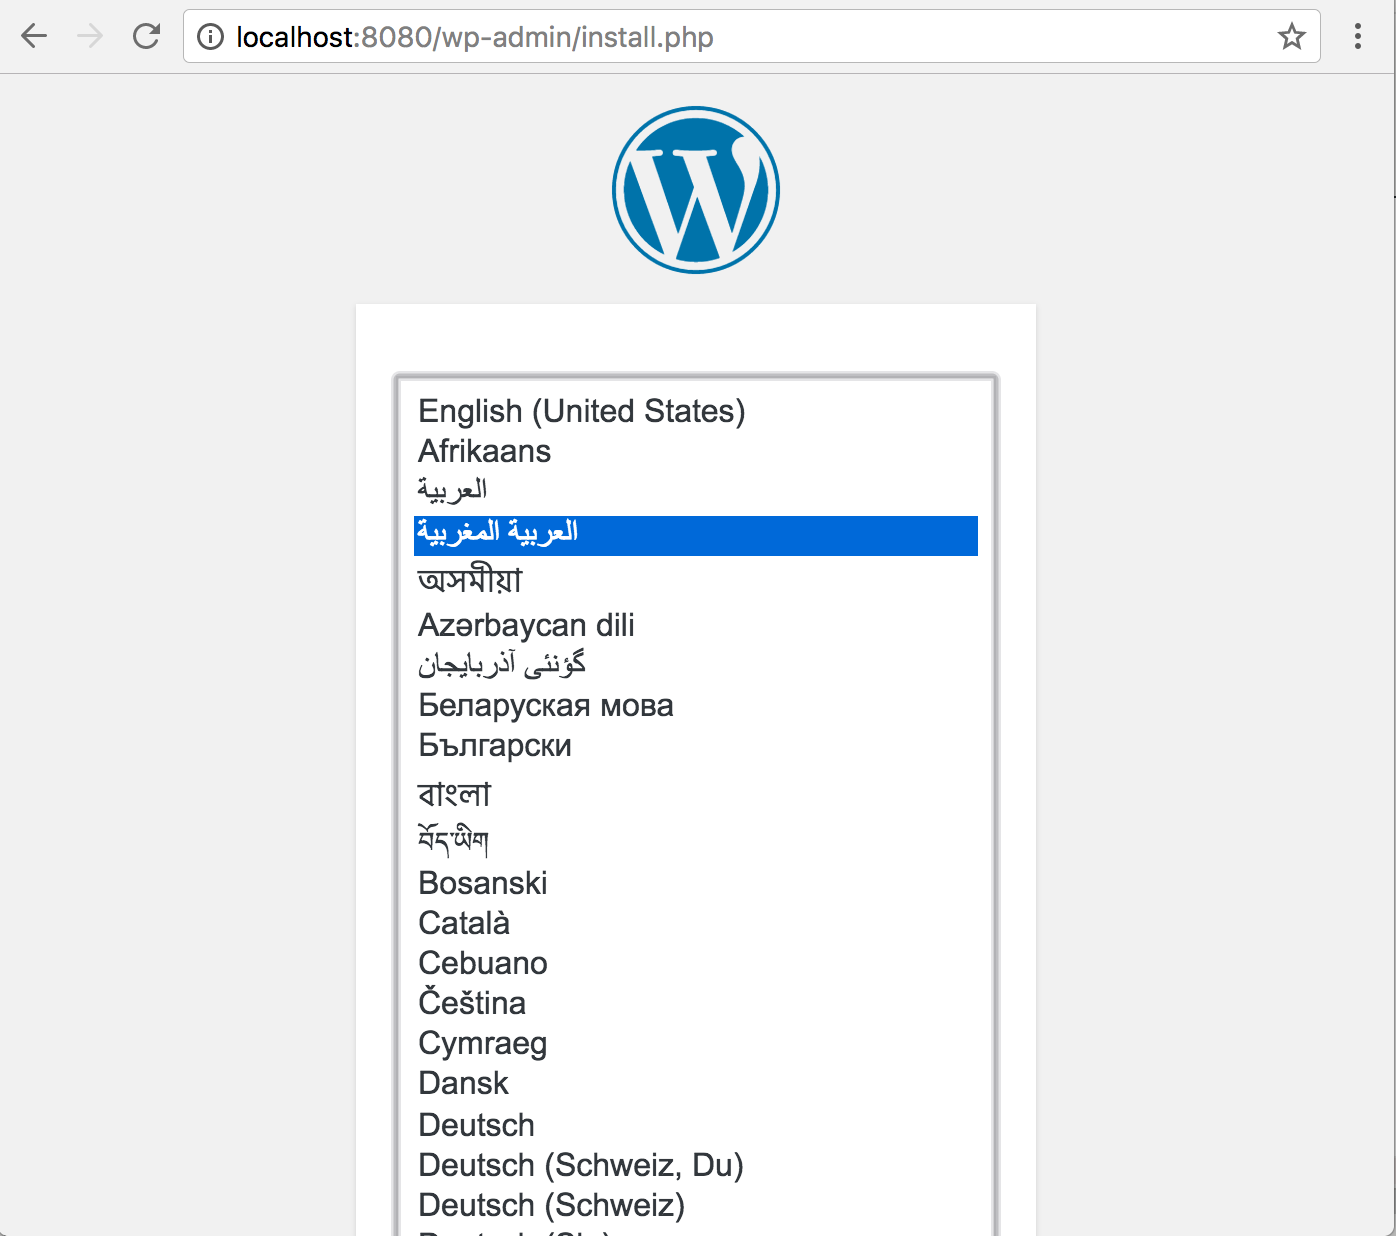 localhost:8080/wp-admin/install.php
English (United States)
Afrikaans
العربية
العربية المغربية
অসমীয়া
Azərbaycan dili
گؤنئی آذربایجان
Беларуская мова
Български
বাংলা
བོད་ཡིག
Bosanski
Català
Cebuano
Čeština
Cymraeg
Dansk
Deutsch
Deutsch (Schweiz, Du)
Deutsch (Schweiz)